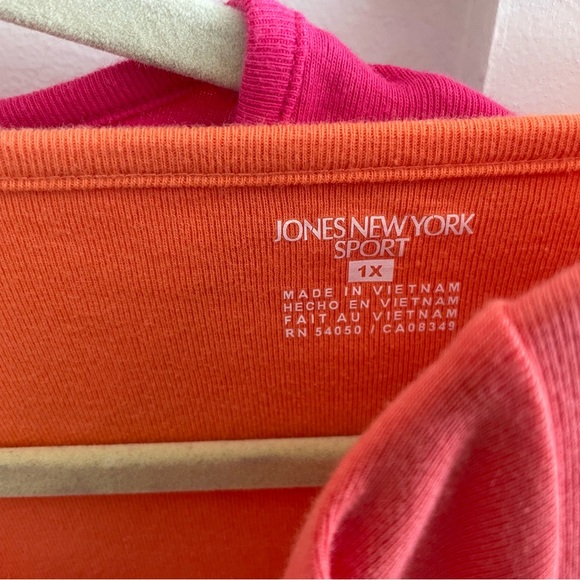 JONES NEW YORK
SPORT
1X
MADE IN VIETNAM
HECHO EN VIETNAM
FAIT AU VIETNAM
RN 54050 / CA08349